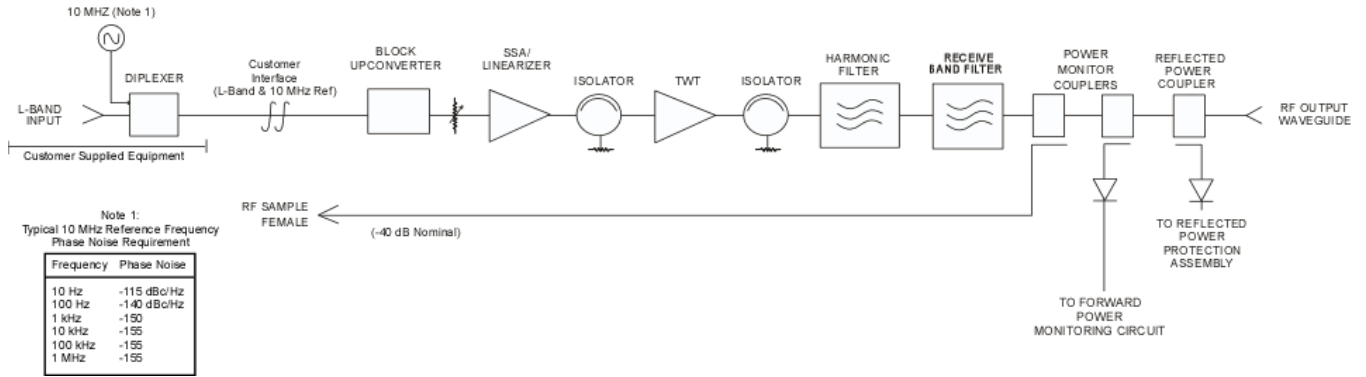 10 MHZ (Note 1)
DIPLEXER
L-BAND
INPUT
Customer Supplied Equipment
Customer
Interface
(L-Band & 10 MHz Ref)
BLOCK
UPCONVERTER
SSA/
LINEARIZER
ISOLATOR
TWT
ISOLATOR
HARMONIC
FILTER
RECEIVE
BAND FILTER
POWER
MONITOR
COUPLERS
REFLECTED
POWER
COUPLER
RF OUTPUT
WAVEGUIDE
RF SAMPLE
FEMALE
(-40 dB Nominal)
TO REFLECTED
POWER
PROTECTION
ASSEMBLY
TO FORWARD
POWER
MONITORING CIRCUIT
Note 1:
Typical 10 MHz Reference Frequency
Phase Noise Requirement
Frequency Phase Noise
10 Hz -115 dBc/Hz
100 Hz -140 dBc/Hz
1 kHz -150
10 kHz -155
100 kHz -155
1 MHz -155